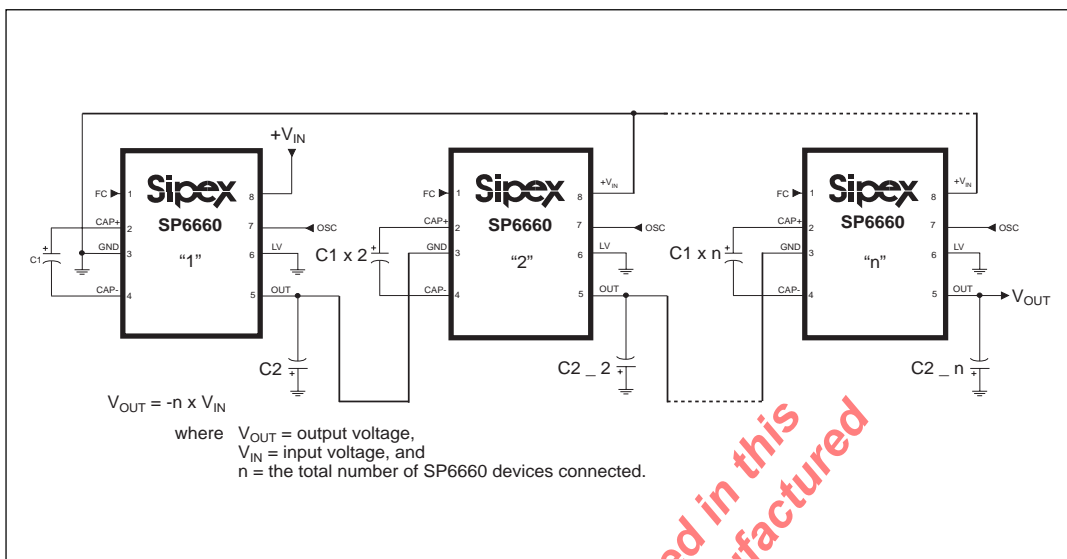 +VIN
Sipex
SP6660
“1”
FC
1
CAP+
2
GND
3
CAP-
4
8
7
OSC
LV
6
OUT
5
C1
+
C2
+
Sipex
SP6660
“2”
FC
1
CAP+
2
GND
3
CAP-
4
+VIN
8
7
OSC
LV
6
OUT
5
C1 x 2
+
C2 _ 2
+
Sipex
SP6660
“n”
FC
1
CAP+
2
GND
3
CAP-
4
+VIN
8
7
OSC
LV
6
OUT
5
VOUT
C1 x n
+
C2 _ n
+
VOUT = -n x VIN
where VOUT = output voltage,
VIN = input voltage, and
n = the total number of SP6660 devices connected.
ed in this